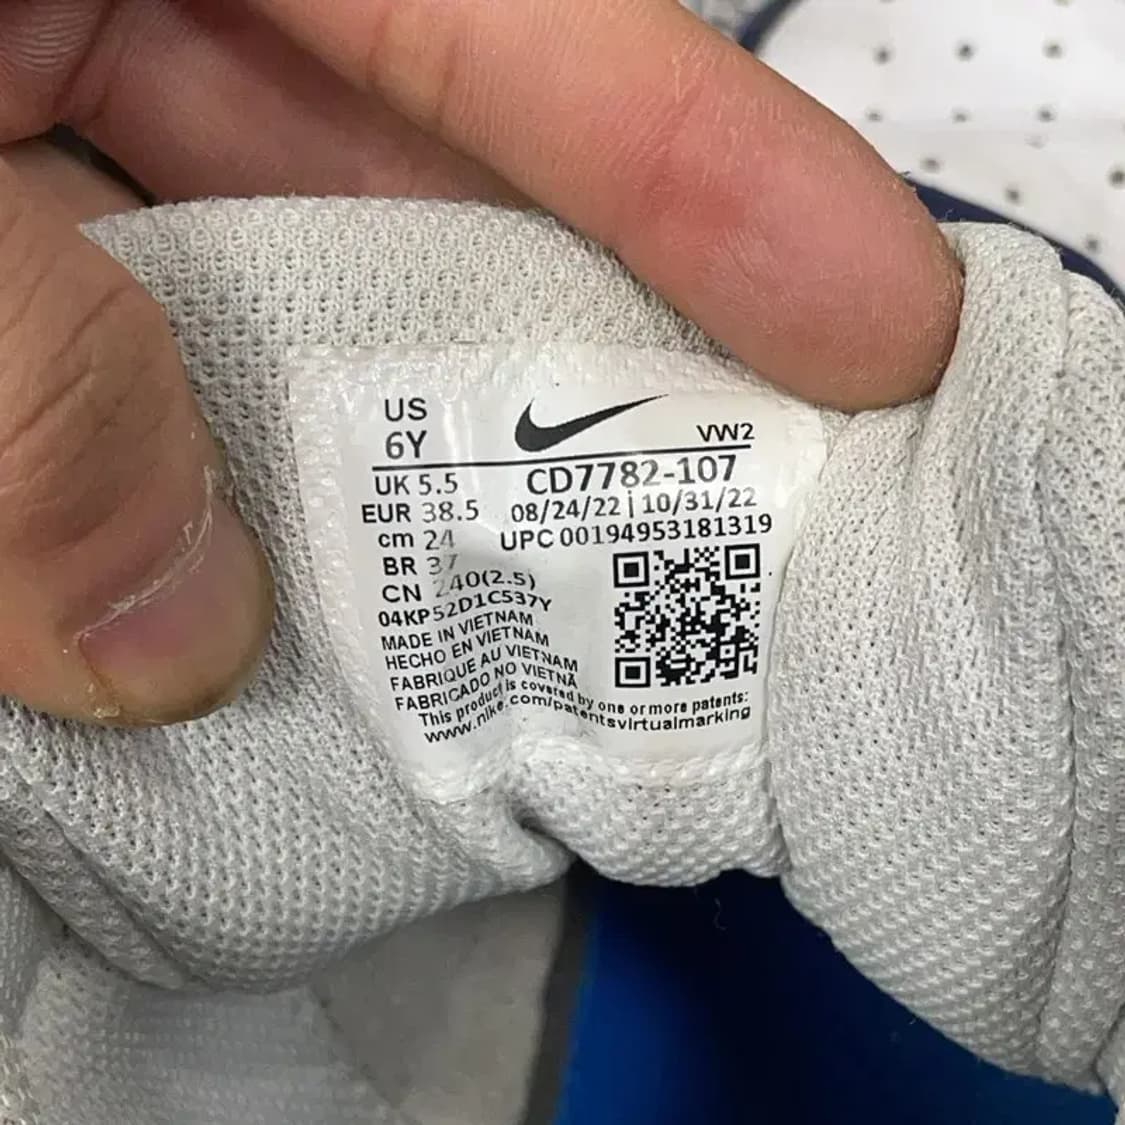 US
6Y
VW2
UK 5.5
CD7782-107
EUR 38.5
08/24/22 | 10/31/22
cm 24
UPC 00194953181319
BR 37
CN 240(2.5)
04KP52D1C537Y
MADE IN VIETNAM
HECHO EN VIETNAM
FABRIQUE AU VIETNAM
FABRICADO NO VIETNÃ
This product is covered by one or more patents:
www.nike.com/patentsvirtualmarking